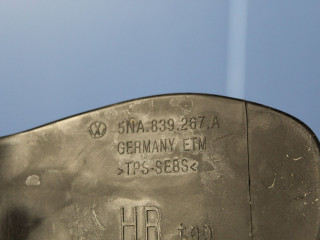 5NA.839.267.A
GERMANY ETM
>TPS-SEBS<
HR